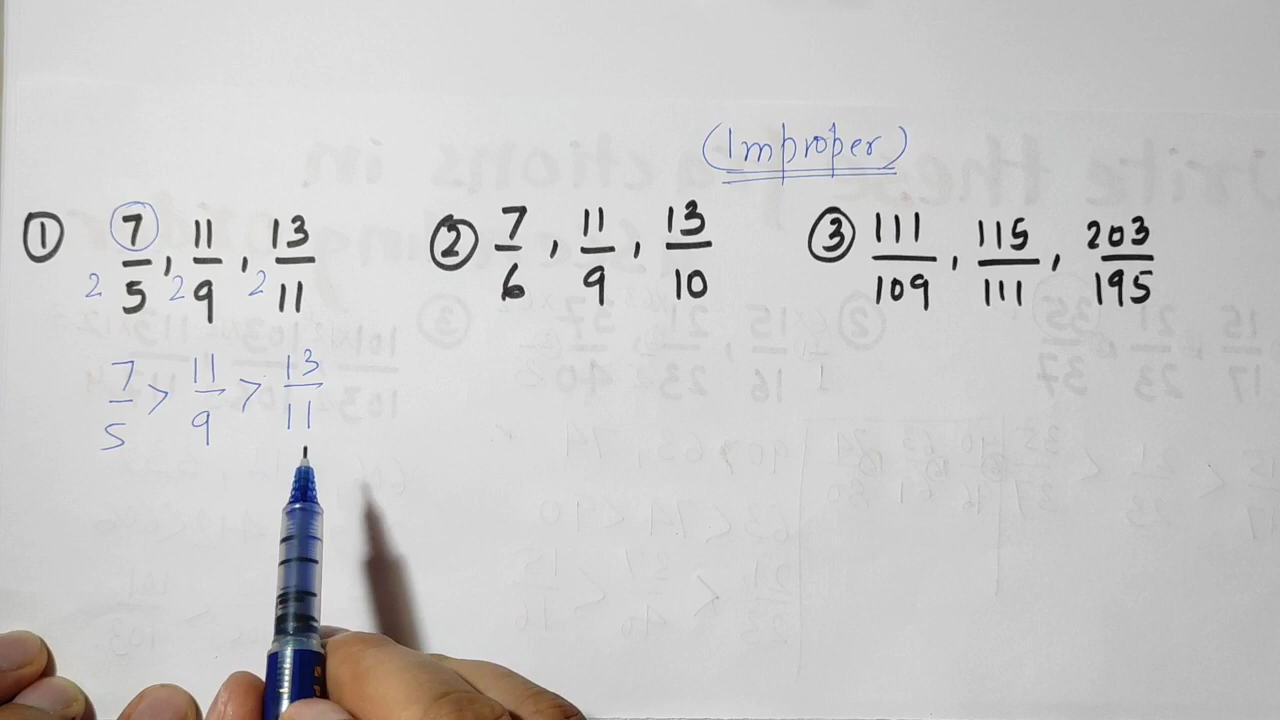 (Improper)
① 7/5, 11/9, 13/11 ② 7/6, 11/9, 13/10 ③ 111/109, 115/111, 203/195
2 2 2
7/5 > 11/9 > 13/11